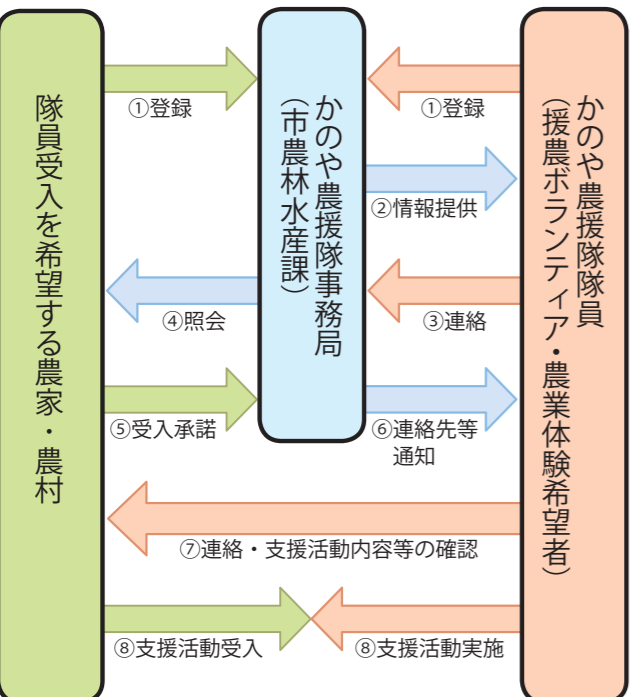 隊員受入を希望する農家・農村
かのや農援隊事務局
（市農林水産課）
かのや農援隊隊員
（援農ボランティア・農業体験希望者）
①登録
①登録
②情報提供
③連絡
④照会
⑤受入承諾
⑥連絡先等
通知
⑦連絡・支援活動内容等の確認
⑧支援活動受入
⑧支援活動実施